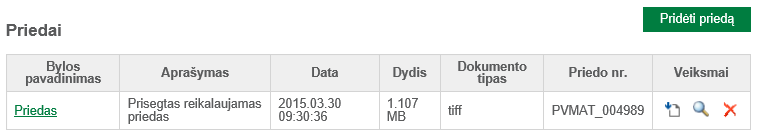 Pridėti priedą
Priedai
Bylos pavadinimas Aprašymas Data Dydis Dokumento tipas Priedo nr. Veiksmai
Priedas Prisegtas reikalaujamas priedas 2015.03.30 09:30:36 1.107 MB tiff PVMAT_004989